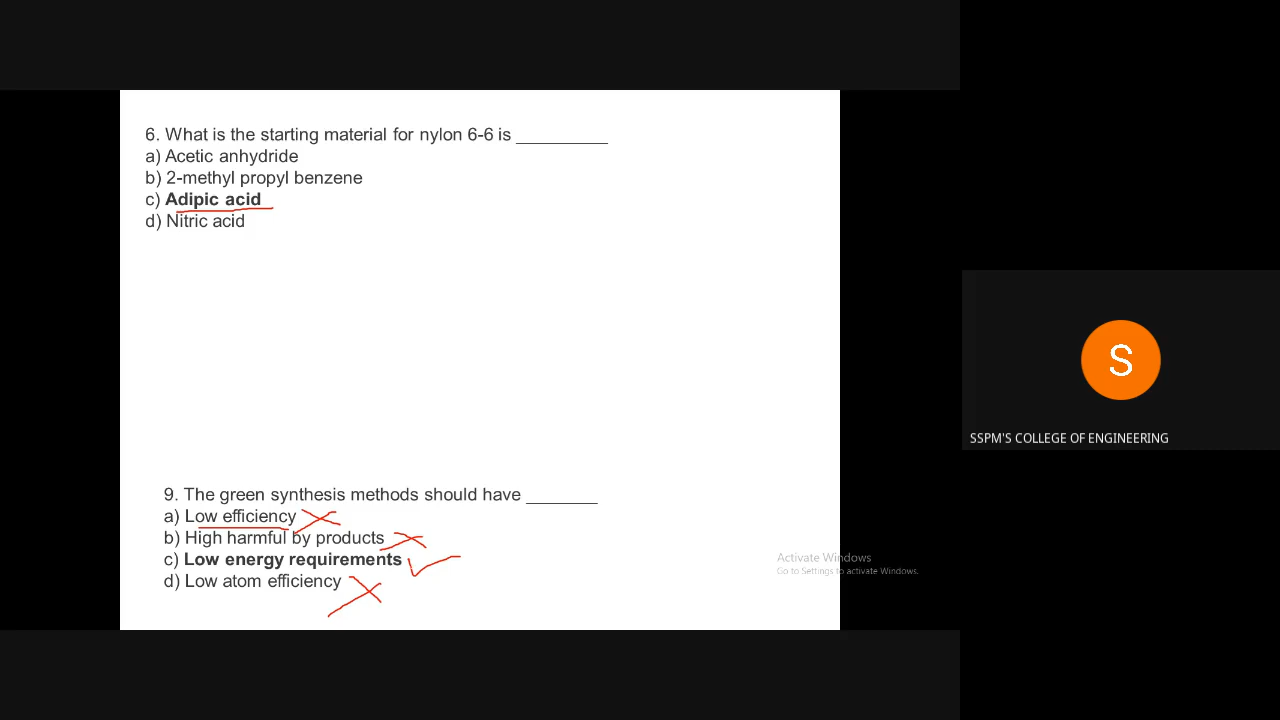 6. What is the starting material for nylon 6-6 is _________
a) Acetic anhydride
b) 2-methyl propyl benzene
c) Adipic acid
d) Nitric acid
9. The green synthesis methods should have _______
a) Low efficiency
b) High harmful by products
c) Low energy requirements
d) Low atom efficiency
Activate Windows
Go to Settings to activate Windows.
S
SSPM'S COLLEGE OF ENGINEERING